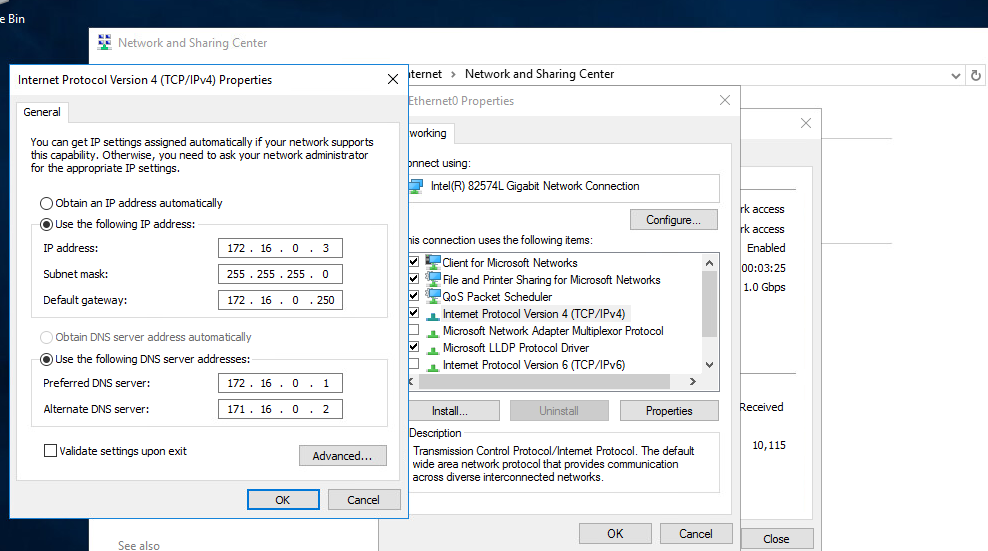 e Bin
Network and Sharing Center
nternet > Network and Sharing Center
Internet Protocol Version 4 (TCP/IPv4) Properties
General
You can get IP settings assigned automatically if your network supports
this capability. Otherwise, you need to ask your network administrator
for the appropriate IP settings.
Obtain an IP address automatically
Use the following IP address:
IP address: 172 . 16 . 0 . 3
Subnet mask: 255 . 255 . 255 . 0
Default gateway: 172 . 16 . 0 . 250
Obtain DNS server address automatically
Use the following DNS server addresses:
Preferred DNS server: 172 . 16 . 0 . 1
Alternate DNS server: 171 . 16 . 0 . 2
Validate settings upon exit
Advanced...
OK Cancel
Ethernet0 Properties
working
onnect using:
Intel(R) 82574L Gigabit Network Connection
Configure...
his connection uses the following items:
Client for Microsoft Networks
File and Printer Sharing for Microsoft Networks
QoS Packet Scheduler
Internet Protocol Version 4 (TCP/IPv4)
Microsoft Network Adapter Multiplexor Protocol
Microsoft LLDP Protocol Driver
Internet Protocol Version 6 (TCP/IPv6)
Install... Uninstall Properties
Description
Transmission Control Protocol/Internet Protocol. The default
wide area network protocol that provides communication
across diverse interconnected networks.
OK Cancel
rk access
rk access
Enabled
00:03:25
1.0 Gbps
Received
10,115
Close
See also